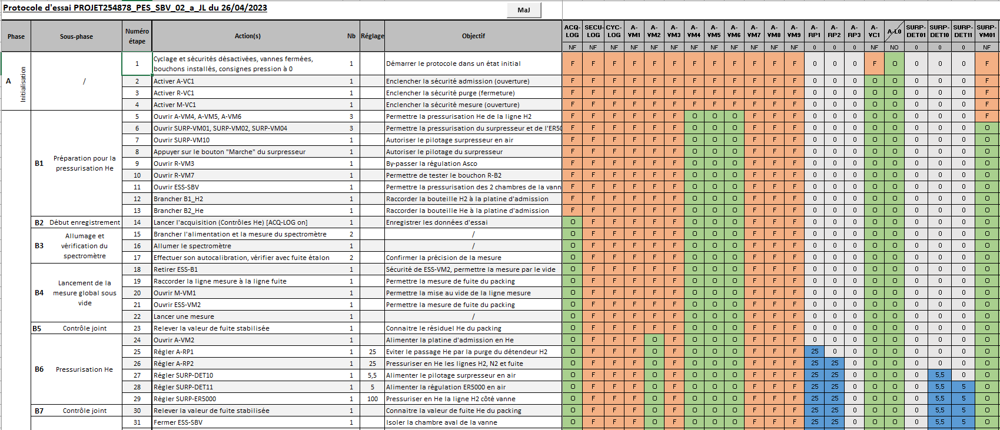 Protocole d'essai PROJET254878_PES_SBV_02_a_JL du 26/04/2023
MaJ
Phase Sous-phase Numéro étape Action(s) Nb Réglage Objectif ACQ-LOG SECU-LOG CYC-LOG A-VM1 A-VM2 A-VM3 A-VM4 A-VM5 A-VM6 A-VM7 A-VM8 A-VM9 A-RP1 A-RP2 A-RP3 A-VC1 A-L0 SURP-DET01 SURP-DET10 SURP-DET11 SURP-VM01
NF NF NF NF NF NF NF NF NF NF NF NF 0 0 0 NF NO 0 0 0 NF
A Initialisation / 1 Cyclage et sécurités désactivées, vannes fermées, bouchons installés, consignes pression à 0 1 Démarrer le protocole dans un état initial F F F F F F F F F F F F 0 0 0 F O 0 0 0 F
2 Activer A-VC1 1 Enclencher la sécurité admission (ouverture) F F F F F F F F F F F F 0 0 0 O O 0 0 0 F
3 Activer R-VC1 1 Enclencher la sécurité purge (fermeture) F F F F F F F F F F F F 0 0 0 O O 0 0 0 F
4 Activer M-VC1 1 Enclencher la sécurité mesure (ouverture) F F F F F F F F F F F F 0 0 0 O O 0 0 0 F
B1 Préparation pour la pressurisation He
5 Ouvrir A-VM4, A-VM5, A-VM6 3 Permettre la pressurisation He de la ligne H2 F F F F F F O O O F F F 0 0 0 O O 0 0 0 F
6 Ouvrir SURP-VM01, SURP-VM02, SURP-VM04 3 Permettre la pressurisation du surpresseur et de l'ER50 F F F F F F O O O F F F 0 0 0 O O 0 0 0 O
7 Ouvrir SURP-VM10 1 Autoriser le pilotage surpresseur en air F F F F F F O O O F F F 0 0 0 O O 0 0 0 O
8 Appuyer sur le bouton "Marche" du surpresseur 1 Autoriser le pilotage du surpresseur F F F F F F O O O F F F 0 0 0 O O 0 0 0 O
9 Ouvrir R-VM3 1 By-passer la régulation Asco F F F F F F O O O F F F 0 0 0 O O 0 0 0 O
10 Ouvrir R-VM7 1 Permettre de tester le bouchon R-B2 F F F F F F O O O F F F 0 0 0 O O 0 0 0 O
11 Ouvrir ESS-SBV 1 Permettre la pressurisation des 2 chambres de la vann F F F F F F O O O F F F 0 0 0 O O 0 0 0 O
12 Brancher B1_H2 1 Raccorder la bouteille H2 à la platine d'admission F F F F F F O O O F F F 0 0 0 O O 0 0 0 O
13 Brancher B2_He 1 Raccorder la bouteille He à la platine d'admission F F F F F F O O O F F F 0 0 0 O O 0 0 0 O
B2 Début enregistrement 14 Lancer l'acquisition (Contrôles He) [ACQ-LOG on] 1 Enregistrer les données d'essai O F F F F F O O O F F F 0 0 0 O O 0 0 0 O
B3 Allumage et vérification du spectromètre
15 Brancher l'alimentation et la mesure du spectromètre 2 / O F F F F F O O O F F F 0 0 0 O O 0 0 0 O
16 Allumer le spectromètre 1 / O F F F F F O O O F F F 0 0 0 O O 0 0 0 O
17 Effectuer son autocalibration, vérifier avec fuite étalon 2 Confirmer la précision de la mesure O F F F F F O O O F F F 0 0 0 O O 0 0 0 O
B4 Lancement de la mesure global sous vide
18 Retirer ESS-B1 1 Sécurité de ESS-VM2, permettre la mesure par le vide O F F F F F O O O F F F 0 0 0 O O 0 0 0 O
19 Raccorder la ligne mesure à la ligne fuite 1 Permettre la mesure de fuite du packing O F F F F F O O O F F F 0 0 0 O O 0 0 0 O
20 Ouvrir M-VM1 1 Permettre la mise au vide de la ligne mesure O F F F F F O O O F F F 0 0 0 O O 0 0 0 O
21 Ouvrir ESS-VM2 1 Permettre la mesure de fuite du packing O F F F F F O O O F F F 0 0 0 O O 0 0 0 O
22 Lancer une mesure 1 / O F F F F F O O O F F F 0 0 0 O O 0 0 0 O
B5 Contrôle joint 23 Relever la valeur de fuite stabilisée 1 Connaitre le résiduel He du packing O F F F F F O O O F F F 0 0 0 O O 0 0 0 O
B6 Pressurisation He
24 Ouvrir A-VM2 1 Alimenter la platine d'admission en He O F F F O F O O O F F F 0 0 0 O O 0 0 0 O
25 Régler A-RP1 1 25 Eviter le passage He par la purge du détendeur H2 O F F F O F O O O F F F 25 0 0 O O 0 0 0 O
26 Régler A-RP2 1 25 Pressuriser en He les lignes H2, N2 et fuite O F F F O F O O O F F F 25 25 0 O O 0 0 0 O
27 Régler SURP-DET10 1 5,5 Alimenter le pilotage surpresseur en air O F F F O F O O O F F F 25 25 0 O O 0 5,5 0 O
28 Régler SURP-DET11 1 5 Alimenter la régulation ER5000 en air O F F F O F O O O F F F 25 25 0 O O 0 5,5 5 O
29 Régler SURP-ER5000 1 100 Pressuriser en He la ligne H2 côté vanne O F F F O F O O O F F F 25 25 0 O O 0 5,5 5 O
B7 Contrôle joint 30 Relever la valeur de fuite stabilisée 1 Connaitre la valeur de fuite He du packing O F F F O F O O O F F F 25 25 0 O O 0 5,5 5 O
31 Fermer ESS-SBV 1 Isoler la chambre aval de la vanne O F F F O F O O O F F F 25 25 0 O O 0 5,5 5 O